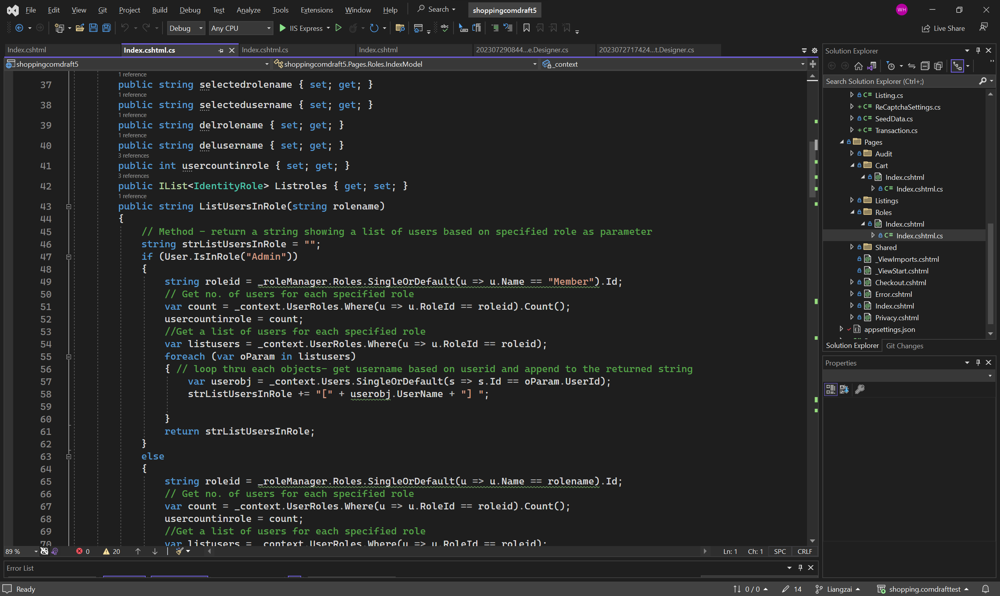 File Edit View Git Project Build Debug Test Analyze Tools Extensions Window Help Search shoppingcomdraft5 WH
Debug Any CPU IIS Express Live Share
Index.cshtml Index.cshtml.cs Index.cshtml.cs Index.cshtml 202307290844...e.Designer.cs 2023072717424...t.Designer.cs
shoppingcomdraft5 shoppingcomdraft5.Pages.Roles.IndexModel _context
1 reference
37 public string selectedrolename { set; get; }
1 reference
38 public string selectedusername { set; get; }
1 reference
39 public string delrolename { set; get; }
1 reference
40 public string delusername { set; get; }
3 references
41 public int usercountinrole { set; get; }
3 references
42 public IList<IdentityRole> Listroles { get; set; }
1 reference
43 public string ListUsersInRole(string rolename)
44 {
45 // Method - return a string showing a list of users based on specified role as parameter
46 string strListUsersInRole = "";
47 if (User.IsInRole("Admin"))
48 {
49 string roleid = _roleManager.Roles.SingleOrDefault(u => u.Name == "Member").Id;
50 // Get no. of users for each specified role
51 var count = _context.UserRoles.Where(u => u.RoleId == roleid).Count();
52 usercountinrole = count;
53 //Get a list of users for each specified role
54 var listusers = _context.UserRoles.Where(u => u.RoleId == roleid);
55 foreach (var oParam in listusers)
56 { // loop thru each objects- get username based on userid and append to the returned string
57 var userobj = _context.Users.SingleOrDefault(s => s.Id == oParam.UserId);
58 strListUsersInRole += "[" + userobj.UserName + "] ";
59
60 }
61 return strListUsersInRole;
62 }
63 else
64 {
65 string roleid = _roleManager.Roles.SingleOrDefault(u => u.Name == rolename).Id;
66 // Get no. of users for each specified role
67 var count = _context.UserRoles.Where(u => u.RoleId == roleid).Count();
68 usercountinrole = count;
69 //Get a list of users for each specified role
70 var listusers = _context.UserRoles.Where(u => u.RoleId == roleid);
89 % 0 20 Ln: 1 Ch: 1 SPC CRLF
Error List
Solution Explorer
Search Solution Explorer (Ctrl+;)
C# Listing.cs
C# ReCaptchaSettings.cs
C# SeedData.cs
C# Transaction.cs
Pages
Audit
Cart
Index.cshtml
C# Index.cshtml.cs
Listings
Roles
Index.cshtml
C# Index.cshtml.cs
Shared
_ViewImports.cshtml
_ViewStart.cshtml
Checkout.cshtml
Error.cshtml
Index.cshtml
Privacy.cshtml
appsettings.json
Solution Explorer Git Changes
Properties
Ready 0 / 0 14 Liangzai shopping.comdrafttest